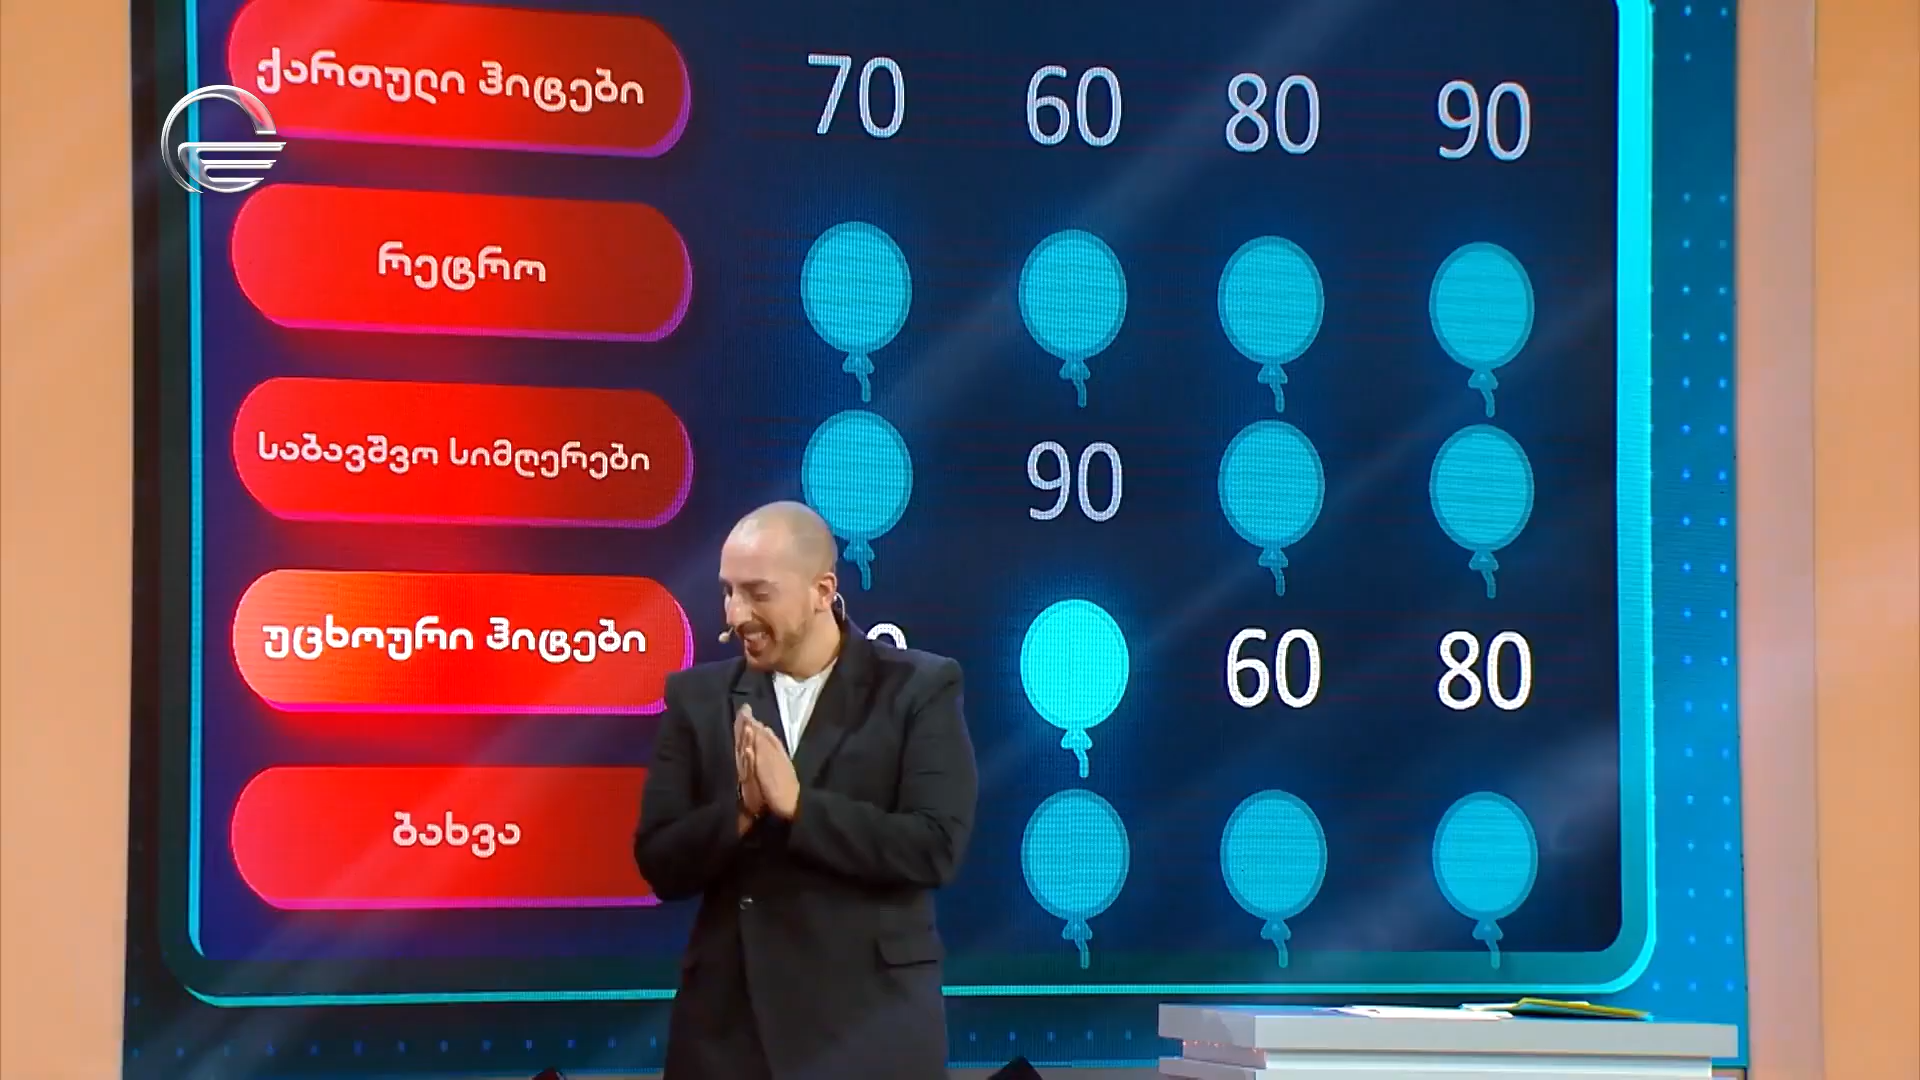 ქართული ჰიტები 70 60 80 90
რეტრო
საბავშვო სიმღერები 90
უცხოური ჰიტები 60 80
ბახვა